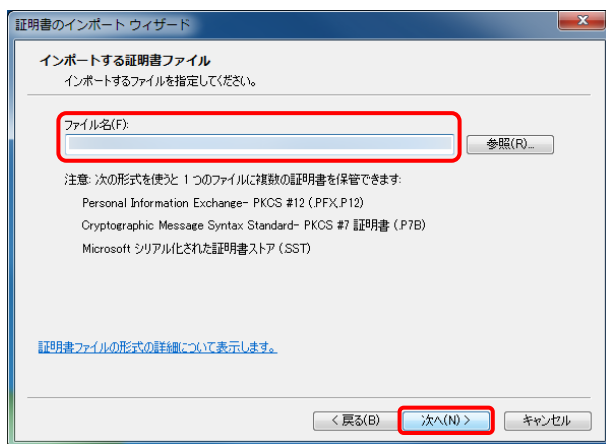 証明書のインポート ウィザード
インポートする証明書ファイル
インポートするファイルを指定してください。
ファイル名(F):
参照(R)...
注意: 次の形式を使うと 1 つのファイルに複数の証明書を保管できます:
Personal Information Exchange- PKCS #12 (.PFX,.P12)
Cryptographic Message Syntax Standard- PKCS #7 証明書 (.P7B)
Microsoft シリアル化された証明書ストア (.SST)
証明書ファイルの形式の詳細について表示します。
< 戻る(B) 次へ(N) > キャンセル